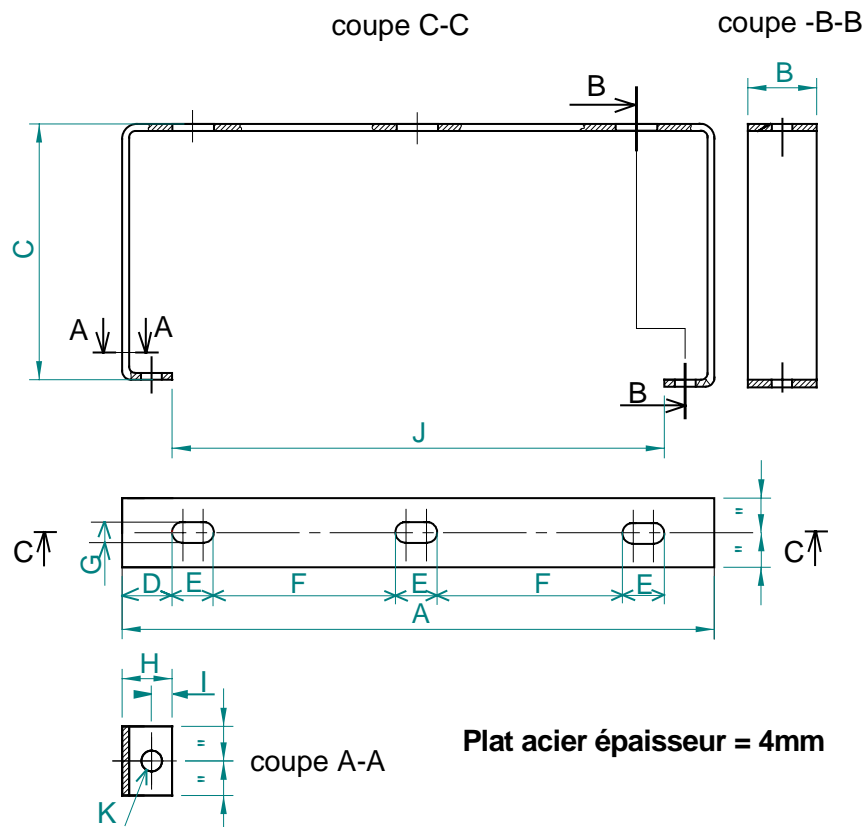 coupe C-C
coupe -B-B
B
B
C
A
A
B
J
C
G
D
E
F
E
F
E
A
"
"
C
H
I
"
"
K
coupe A-A
Plat acier épaisseur = 4mm